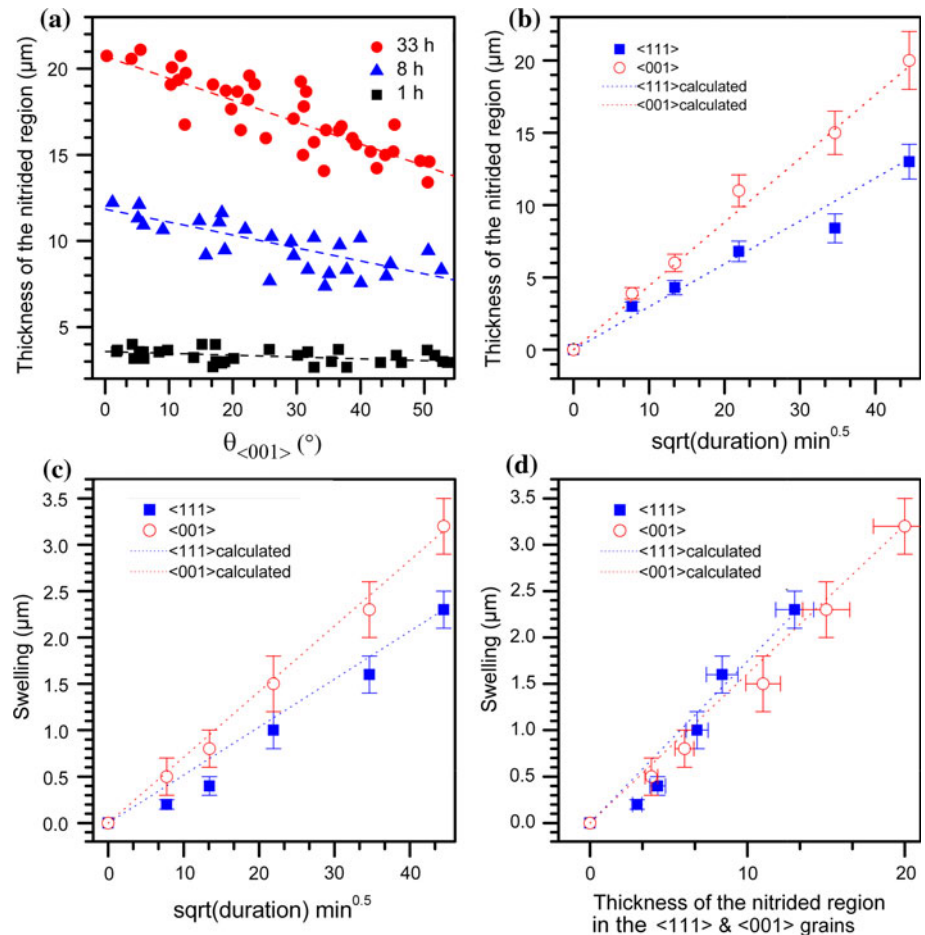 (a)
Thickness of the nitrided region (μm)
20
15
10
5
33 h
8 h
1 h
0 10 20 30 40 50
θ<001> (°)
(b)
Thickness of the nitrided region (μm)
20
15
10
5
0
<111>
<001>
<111>calculated
<001>calculated
0 10 20 30 40
sqrt(duration) min^0.5
(c)
Swelling (μm)
3.5
3.0
2.5
2.0
1.5
1.0
0.5
0.0
<111>
<001>
<111>calculated
<001>calculated
0 10 20 30 40
sqrt(duration) min^0.5
(d)
Swelling (μm)
3.5
3.0
2.5
2.0
1.5
1.0
0.5
0.0
<111>
<001>
<111>calculated
<001>calculated
0 10 20
Thickness of the nitrided region
in the <111> & <001> grains